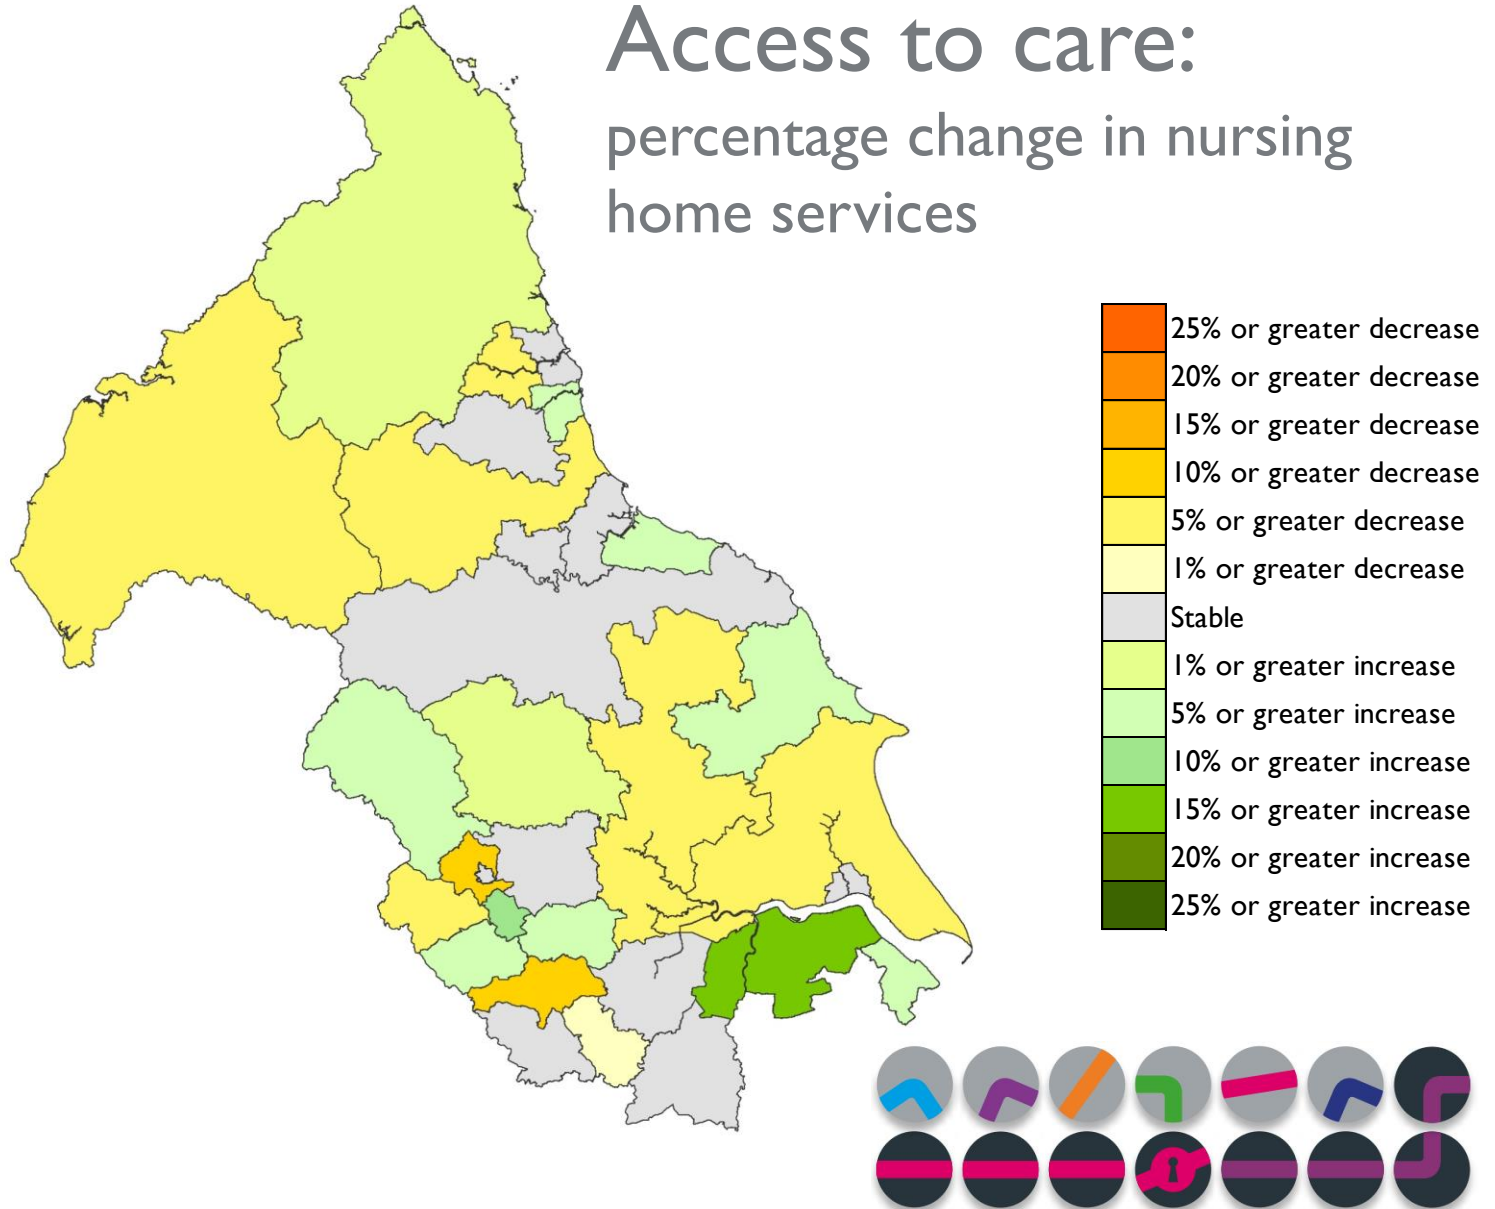 Access to care:
percentage change in nursing
home services
25% or greater decrease
20% or greater decrease
15% or greater decrease
10% or greater decrease
5% or greater decrease
1% or greater decrease
Stable
1% or greater increase
5% or greater increase
10% or greater increase
15% or greater increase
20% or greater increase
25% or greater increase